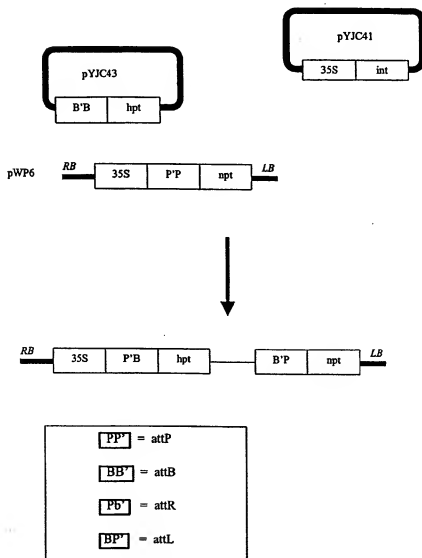 pYJC43
B'B hpt
pYJC41
35S int
pWP6 RB 35S P'P npt LB
RB 35S P'B hpt B'P npt LB
PP' = attP
BB' = attB
Pb' = attR
BP' = attL